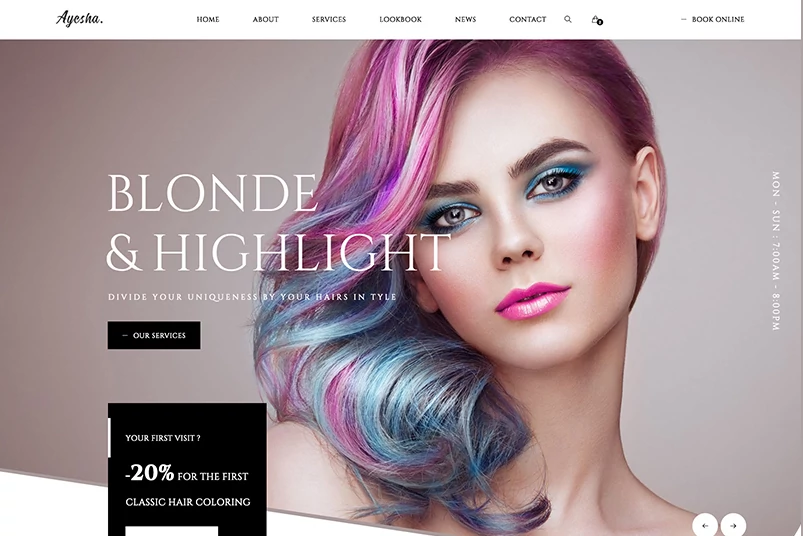 Ayesha.
HOME ABOUT SERVICES LOOKBOOK NEWS CONTACT 2 BOOK ONLINE
BLONDE
& HIGHLIGHT
DIVIDE YOUR UNIQUENESS BY YOUR HAIRS IN TYLE
OUR SERVICES
MON - SUN : 7:00AM - 8:00PM
YOUR FIRST VISIT ?
-20% FOR THE FIRST
CLASSIC HAIR COLORING